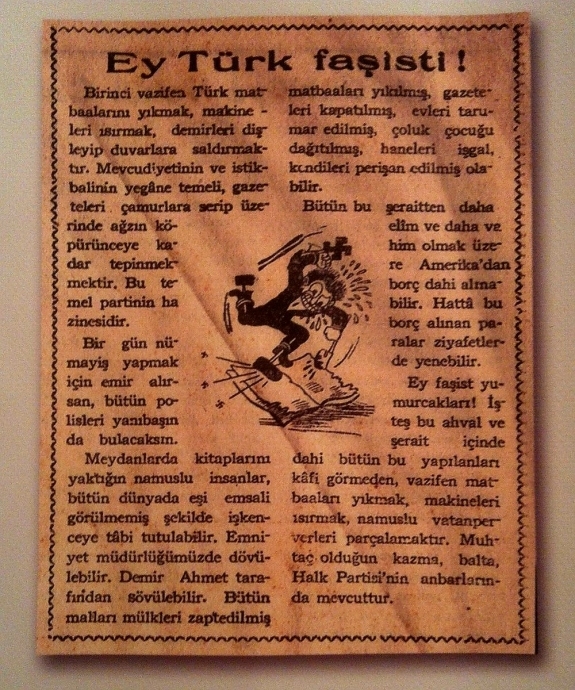 Ey Türk faşisti!
Birinci vazifen Türk mat-
baalarını yıkmak, makine -
leri ısırmak, demirleri diş-
leyip duvarlara saldırmak-
tır. Mevcudiyetinin ve istik-
balinin yegâne temeli, gaze-
teleri çamurlara serip üze-
rinde ağzın kö-
pürünceye ka-
dar tepinmek-
mektir. Bu te-
mel partinin ha
zinesidir.
Bir gün nü-
mayiş yapmak
için emir alır-
san, bütün po-
lisleri yanıbaşın
da bulacaksın.
Meydanlarda kitaplarını
yaktığın namuslu insanlar,
bütün dünyada eşi emsali
görülmemiş şekilde işken-
ceye tâbi tutulabilir. Emni-
yet müdürlüğümüzde dövü-
lebilir. Demir Ahmet tara-
fından sövülebilir. Bütün
malları mülkleri zaptedilmiş
matbaaları yıkılmış, gazete-
leri kapatılmış, evleri taru-
mar edilmiş, çoluk çocuğu
dağıtılmış, haneleri işgal,
kendileri perişan edilmiş ola-
bilir.
Bütün bu şeraitten daha
elîm ve daha va
him olmak üze-
re Amerika'dan
borç dahi alına-
bilir. Hattâ bu
borç alınan pa-
ralar ziyafetler-
de yenebilir.
Ey faşist yu-
murcakları! İş-
teş bu ahval ve
şerait içinde
dahi bütün bu yapılanları
kâfi görmeden, vazifen mat-
baaları yıkmak, makineleri
ısırmak, namuslu vatanper-
verleri parçalamaktır. Muh-
taç olduğun kazma, balta,
Halk Partisi'nin anbarların-
da mevcuttur.